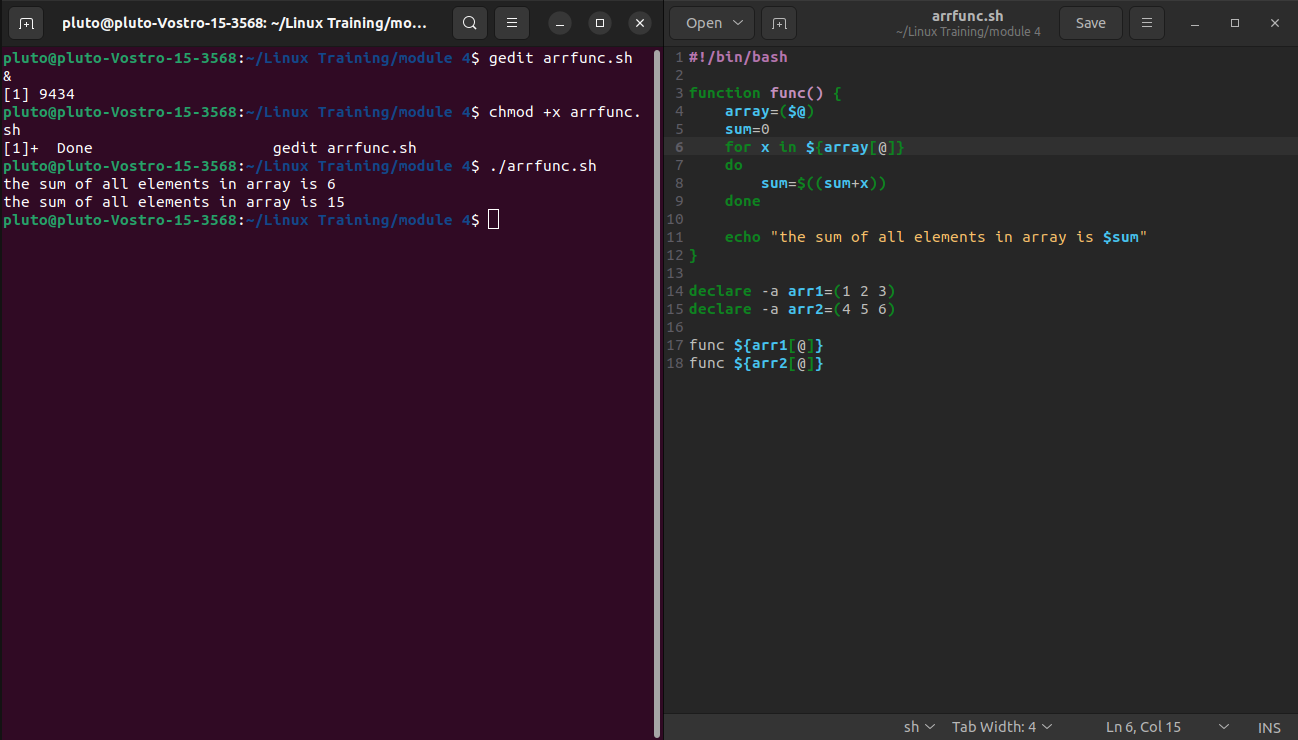 pluto@pluto-Vostro-15-3568: ~/Linux Training/mo...
pluto@pluto-Vostro-15-3568:~/Linux Training/module 4$ gedit arrfunc.sh
&
[1] 9434
pluto@pluto-Vostro-15-3568:~/Linux Training/module 4$ chmod +x arrfunc.
sh
[1]+  Done                    gedit arrfunc.sh
pluto@pluto-Vostro-15-3568:~/Linux Training/module 4$ ./arrfunc.sh
the sum of all elements in array is 6
the sum of all elements in array is 15
pluto@pluto-Vostro-15-3568:~/Linux Training/module 4$
Open
arrfunc.sh
~/Linux Training/module 4
Save
1 #!/bin/bash
2
3 function func() {
4     array=($@)
5     sum=0
6     for x in ${array[@]}
7     do
8         sum=$((sum+x))
9     done
10
11     echo "the sum of all elements in array is $sum"
12 }
13
14 declare -a arr1=(1 2 3)
15 declare -a arr2=(4 5 6)
16
17 func ${arr1[@]}
18 func ${arr2[@]}
sh Tab Width: 4 Ln 6, Col 15 INS